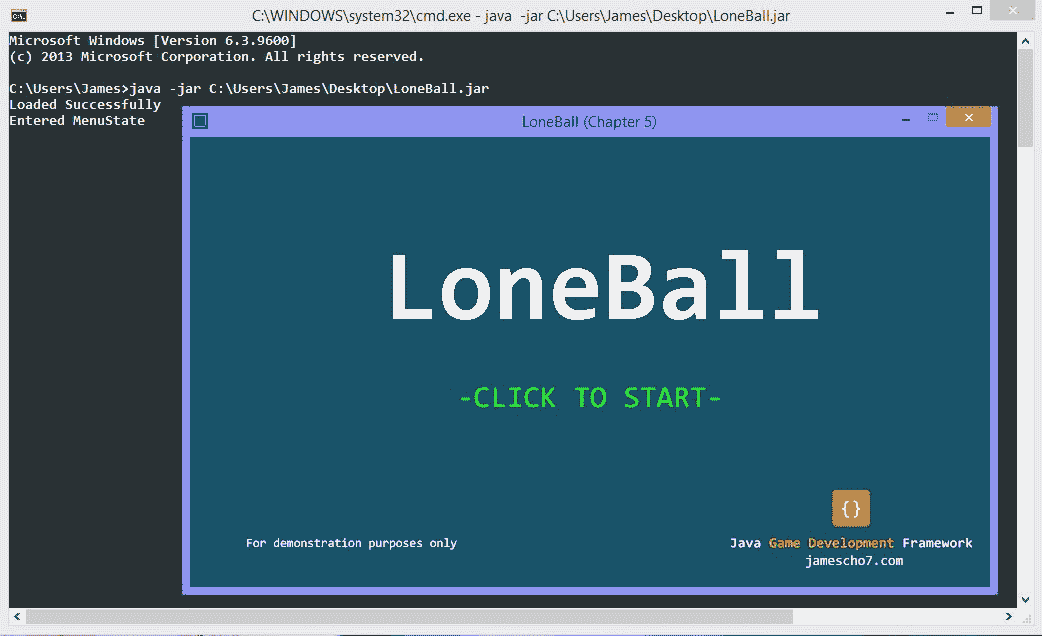 C:\WINDOWS\system32\cmd.exe - java  -jar C:\Users\James\Desktop\LoneBall.jar
Microsoft Windows [Version 6.3.9600]
(c) 2013 Microsoft Corporation. All rights reserved.
C:\Users\James>java -jar C:\Users\James\Desktop\LoneBall.jar
Loaded Successfully
Entered MenuState
LoneBall (Chapter 5)
LoneBall
-CLICK TO START-
{}
For demonstration purposes only
Java Game Development Framework
jamescho7.com